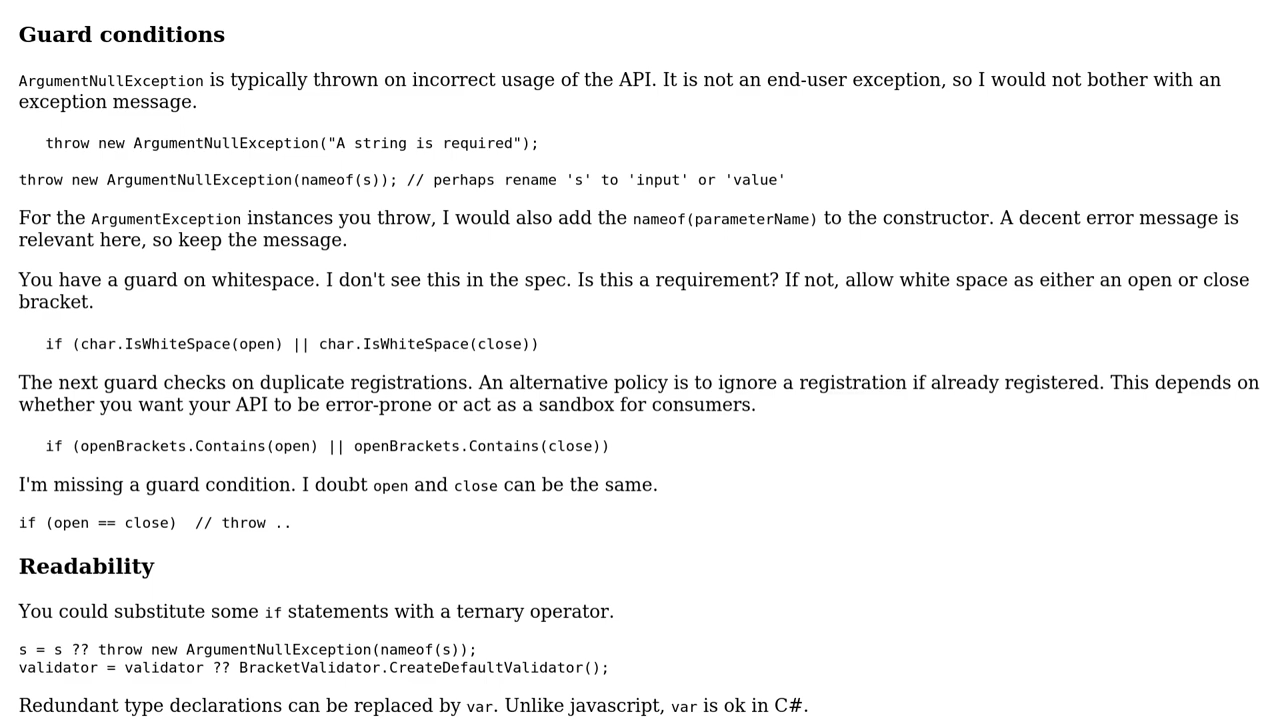 Guard conditions
ArgumentNullException is typically thrown on incorrect usage of the API. It is not an end-user exception, so I would not bother with an
exception message.
throw new ArgumentNullException("A string is required");
throw new ArgumentNullException(nameof(s)); // perhaps rename 's' to 'input' or 'value'
For the ArgumentException instances you throw, I would also add the nameof(parameterName) to the constructor. A decent error message is
relevant here, so keep the message.
You have a guard on whitespace. I don't see this in the spec. Is this a requirement? If not, allow white space as either an open or close
bracket.
if (char.IsWhiteSpace(open) || char.IsWhiteSpace(close))
The next guard checks on duplicate registrations. An alternative policy is to ignore a registration if already registered. This depends on
whether you want your API to be error-prone or act as a sandbox for consumers.
if (openBrackets.Contains(open) || openBrackets.Contains(close))
I'm missing a guard condition. I doubt open and close can be the same.
if (open == close)  // throw ..
Readability
You could substitute some if statements with a ternary operator.
s = s ?? throw new ArgumentNullException(nameof(s));
validator = validator ?? BracketValidator.CreateDefaultValidator();
Redundant type declarations can be replaced by var. Unlike javascript, var is ok in C#.